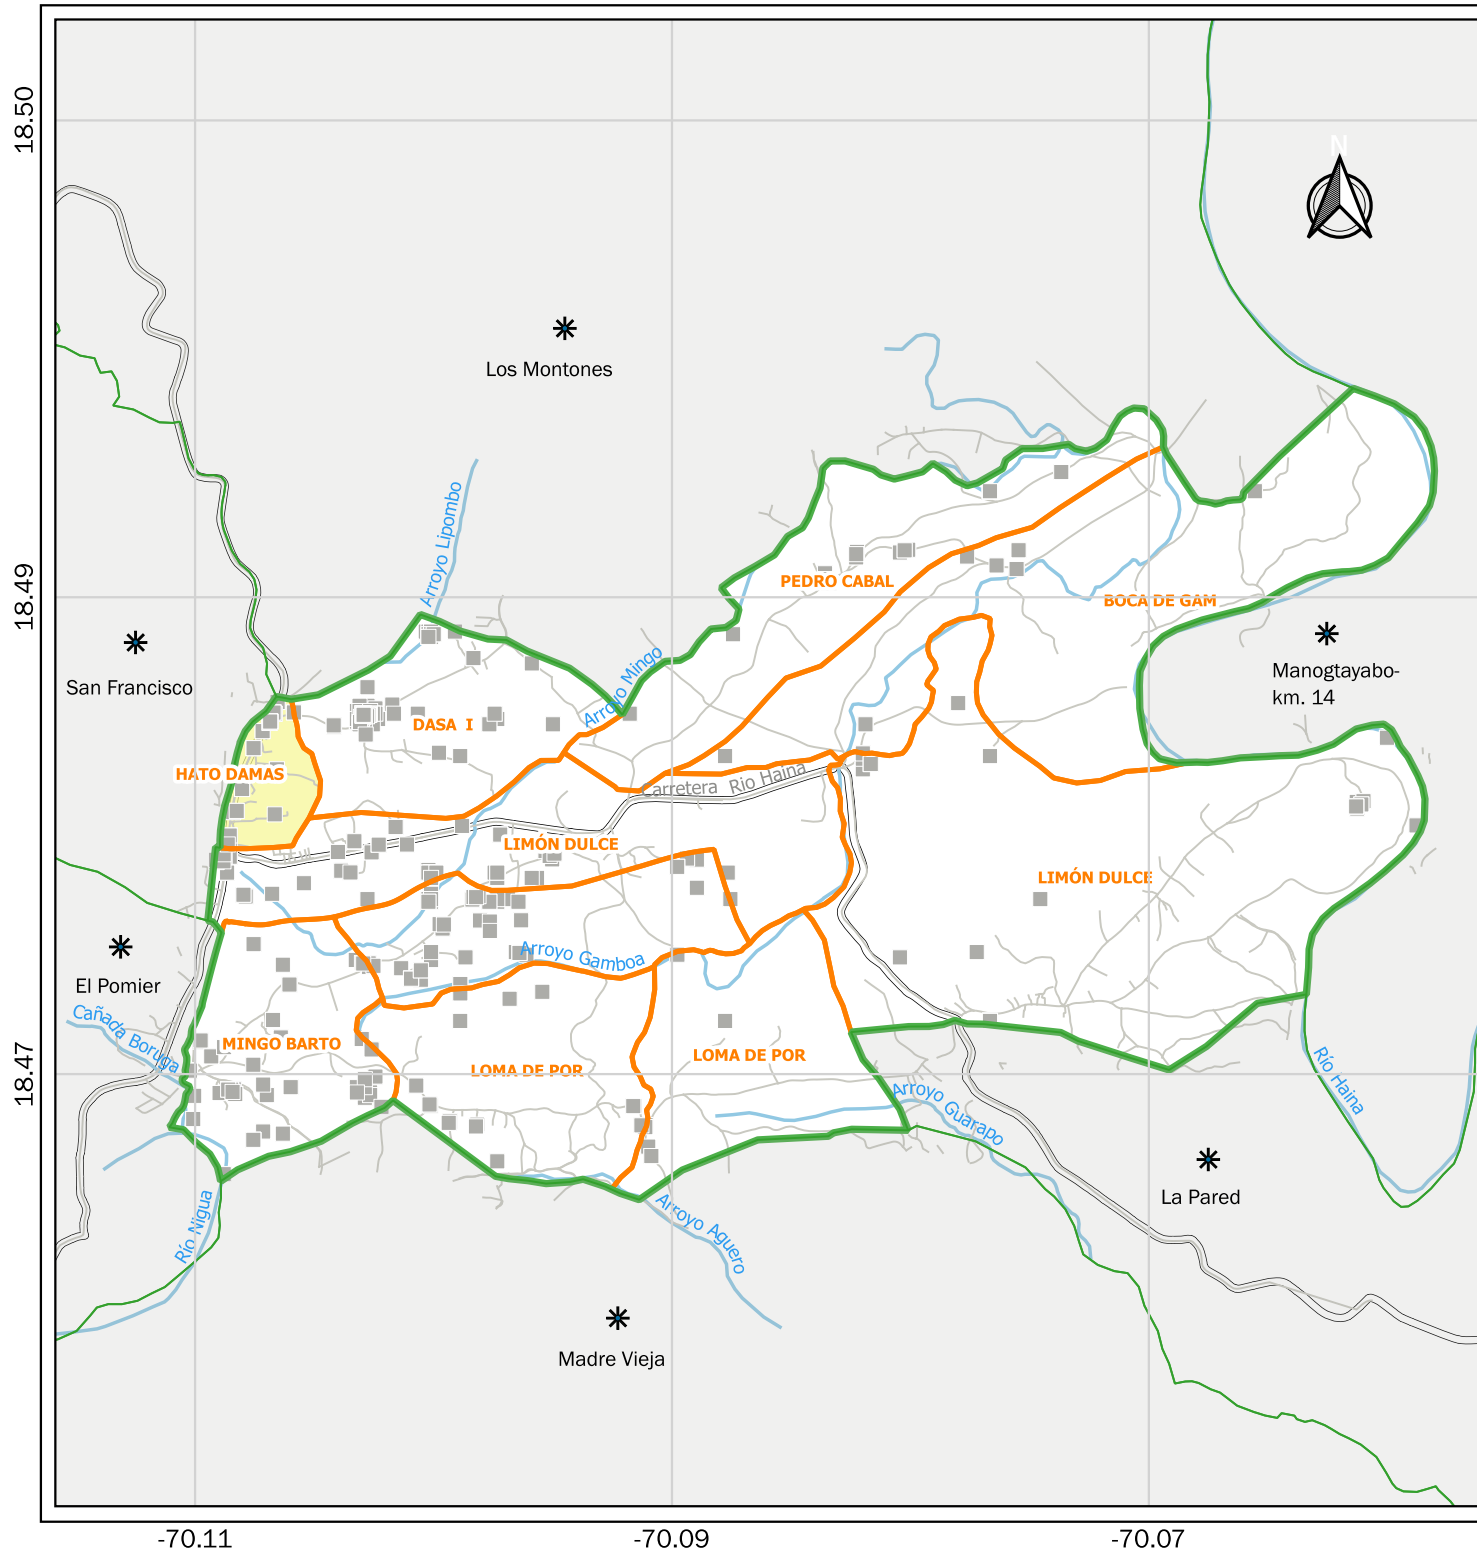 18.50
N
Los Montones
Arroyo Lipombo
18.49
PEDRO CABAL
BOCA DE GAM
San Francisco
Arroyo Mingo
Manogtayabo-
km. 14
DASA I
HATO DAMAS
Carretera Rio Haina
LIMÓN DULCE
LIMÓN DULCE
Arroyo Gamboa
El Pomier
Cañada Boruga
MINGO BARTO
LOMA DE POR
LOMA DE POR
18.47
Río Haina
Arroyo Guarapo
La Pared
Río Nigua
Arroyo Aguero
Madre Vieja
-70.11
-70.09
-70.07